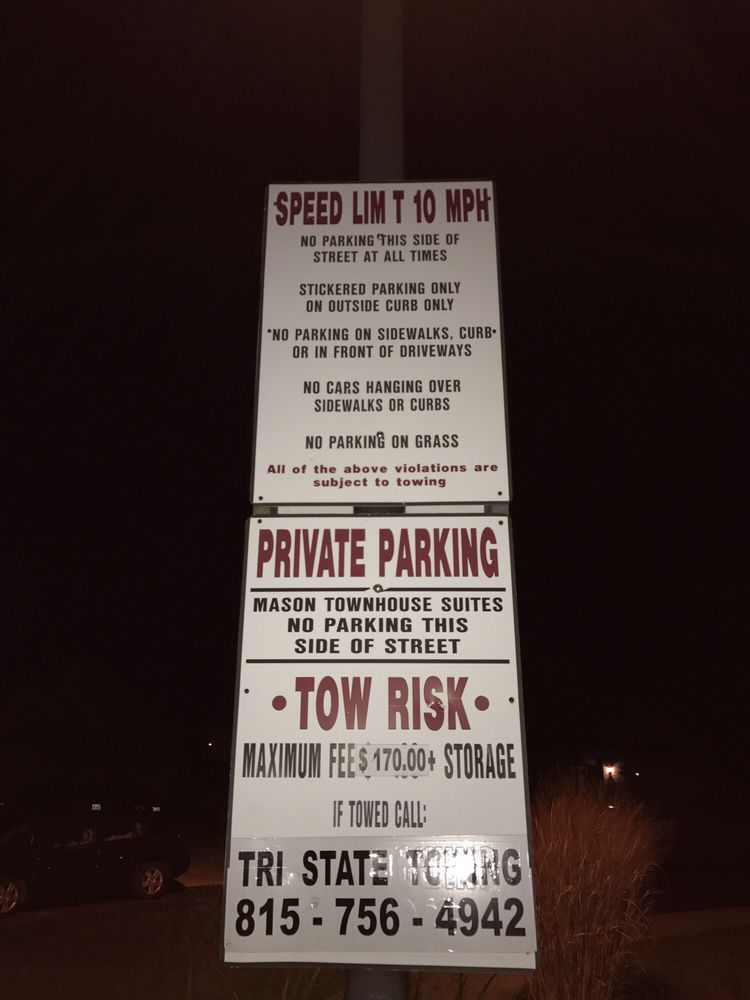 SPEED LIM T 10 MPH
NO PARKING THIS SIDE OF
STREET AT ALL TIMES
STICKERED PARKING ONLY
ON OUTSIDE CURB ONLY
NO PARKING ON SIDEWALKS, CURB
OR IN FRONT OF DRIVEWAYS
NO CARS HANGING OVER
SIDEWALKS OR CURBS
NO PARKING ON GRASS
All of the above violations are
subject to towing
PRIVATE PARKING
MASON TOWNHOUSE SUITES
NO PARKING THIS
SIDE OF STREET
• TOW RISK •
MAXIMUM FEE $170.00+ STORAGE
IF TOWED CALL:
TRI STATE TOWING
815 - 756 - 4942